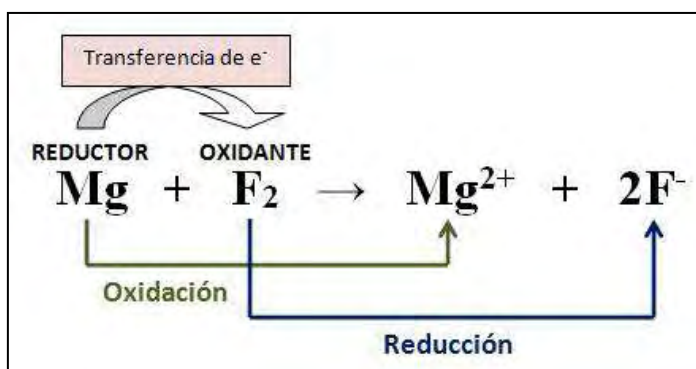 Transferencia de e⁻
REDUCTOR OXIDANTE
Mg + F₂ → Mg²⁺ + 2F⁻
Oxidación
Reducción